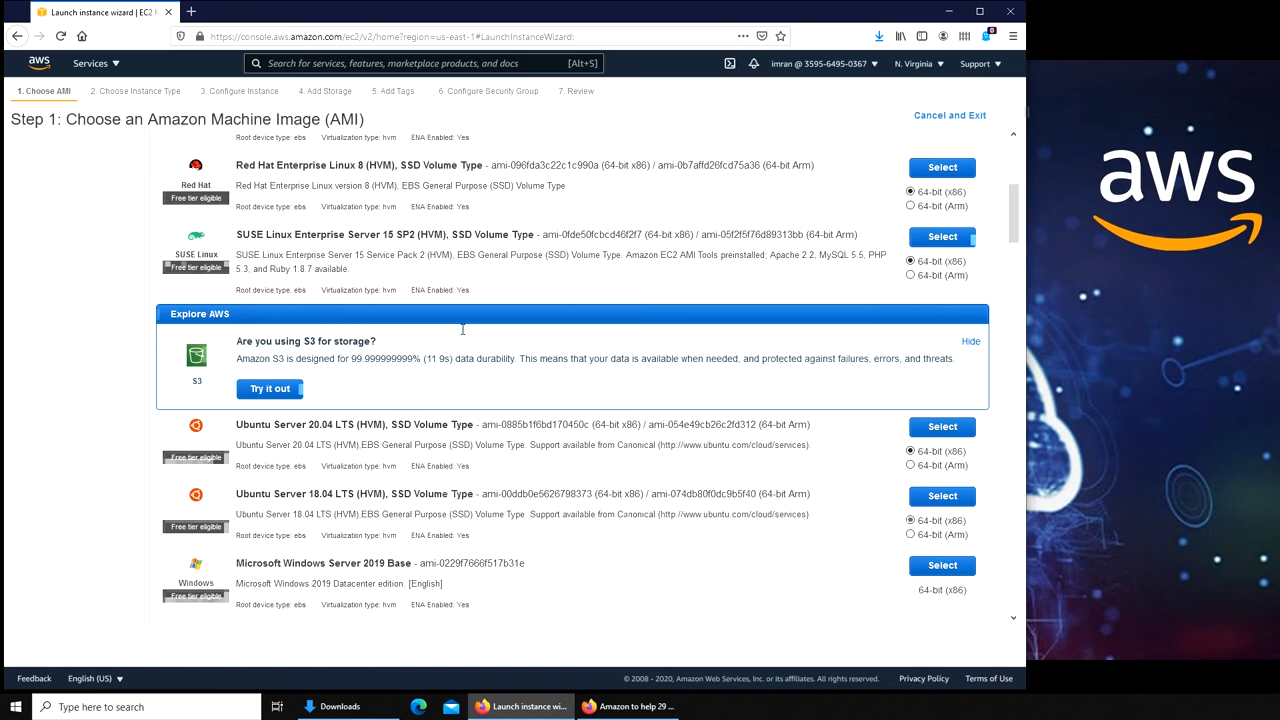 Launch instance wizard | EC2 M
https://console.aws.amazon.com/ec2/v2/home?region=us-east-1#LaunchInstanceWizard:
aws
Services
Search for services, features, marketplace products, and docs
[Alt+S]
imran @ 3595-6495-0367
N. Virginia
Support
1. Choose AMI
2. Choose Instance Type
3. Configure Instance
4. Add Storage
5. Add Tags
6. Configure Security Group
7. Review
Step 1: Choose an Amazon Machine Image (AMI)
Cancel and Exit
Root device type: ebs Virtualization type: hvm ENA Enabled: Yes
Red Hat
Free tier eligible
Red Hat Enterprise Linux 8 (HVM), SSD Volume Type - ami-096fda3c22c1c990a (64-bit x86) / ami-0b7affd26fcd75a36 (64-bit Arm)
Red Hat Enterprise Linux version 8 (HVM), EBS General Purpose (SSD) Volume Type
Root device type: ebs Virtualization type: hvm ENA Enabled: Yes
Select
64-bit (x86)
64-bit (Arm)
SUSE Linux
Free tier eligible
SUSE Linux Enterprise Server 15 SP2 (HVM), SSD Volume Type - ami-0fde50fcbcd46f2f7 (64-bit x86) / ami-05f2f5f76d89313bb (64-bit Arm)
SUSE Linux Enterprise Server 15 Service Pack 2 (HVM), EBS General Purpose (SSD) Volume Type. Amazon EC2 AMI Tools preinstalled; Apache 2.2, MySQL 5.5, PHP
5.3, and Ruby 1.8.7 available.
Root device type: ebs Virtualization type: hvm ENA Enabled: Yes
Select
64-bit (x86)
64-bit (Arm)
Explore AWS
S3
Are you using S3 for storage?
Hide
Amazon S3 is designed for 99.999999999% (11 9s) data durability. This means that your data is available when needed, and protected against failures, errors, and threats.
Try it out
Free tier eligible
Ubuntu Server 20.04 LTS (HVM), SSD Volume Type - ami-0885b1f6bd170450c (64-bit x86) / ami-054e49cb26c2fd312 (64-bit Arm)
Ubuntu Server 20.04 LTS (HVM),EBS General Purpose (SSD) Volume Type. Support available from Canonical (http://www.ubuntu.com/cloud/services).
Root device type: ebs Virtualization type: hvm ENA Enabled: Yes
Select
64-bit (x86)
64-bit (Arm)
Free tier eligible
Ubuntu Server 18.04 LTS (HVM), SSD Volume Type - ami-00ddb0e5626798373 (64-bit x86) / ami-074db80f0dc9b5f40 (64-bit Arm)
Ubuntu Server 18.04 LTS (HVM),EBS General Purpose (SSD) Volume Type. Support available from Canonical (http://www.ubuntu.com/cloud/services).
Root device type: ebs Virtualization type: hvm ENA Enabled: Yes
Select
64-bit (x86)
64-bit (Arm)
Windows
Free tier eligible
Microsoft Windows Server 2019 Base - ami-0229f7666f517b31e
Microsoft Windows 2019 Datacenter edition. [English]
Root device type: ebs Virtualization type: hvm ENA Enabled: Yes
Select
64-bit (x86)
Feedback
English (US)
© 2008 - 2020, Amazon Web Services, Inc. or its affiliates. All rights reserved.
Privacy Policy
Terms of Use
Type here to search
Downloads
Launch instance wi...
Amazon to help 29 ...
aws